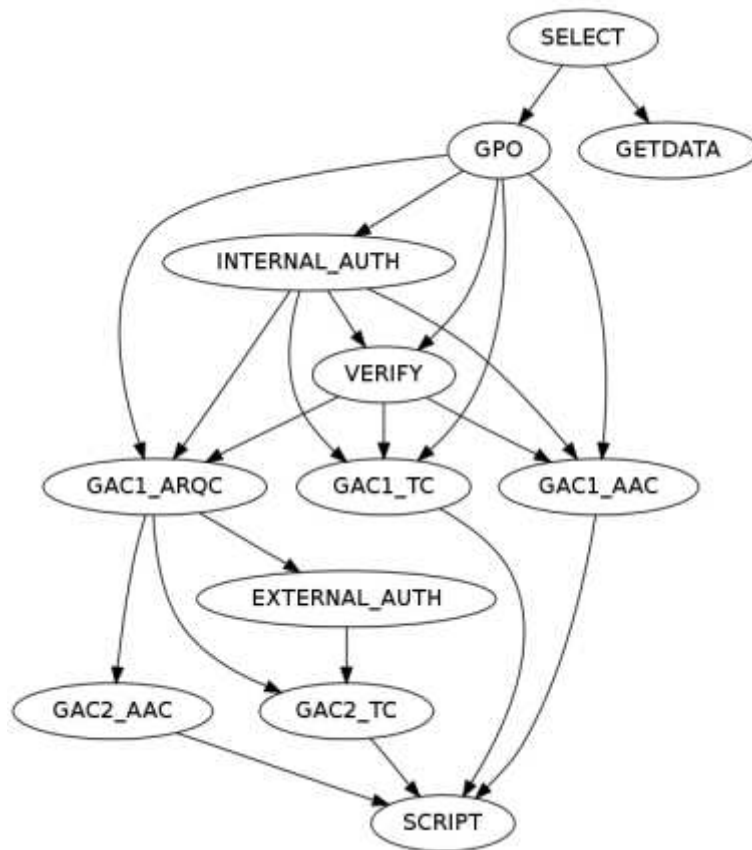 SELECT
GPO
GETDATA
INTERNAL_AUTH
VERIFY
GAC1_ARQC
GAC1_TC
GAC1_AAC
EXTERNAL_AUTH
GAC2_AAC
GAC2_TC
SCRIPT